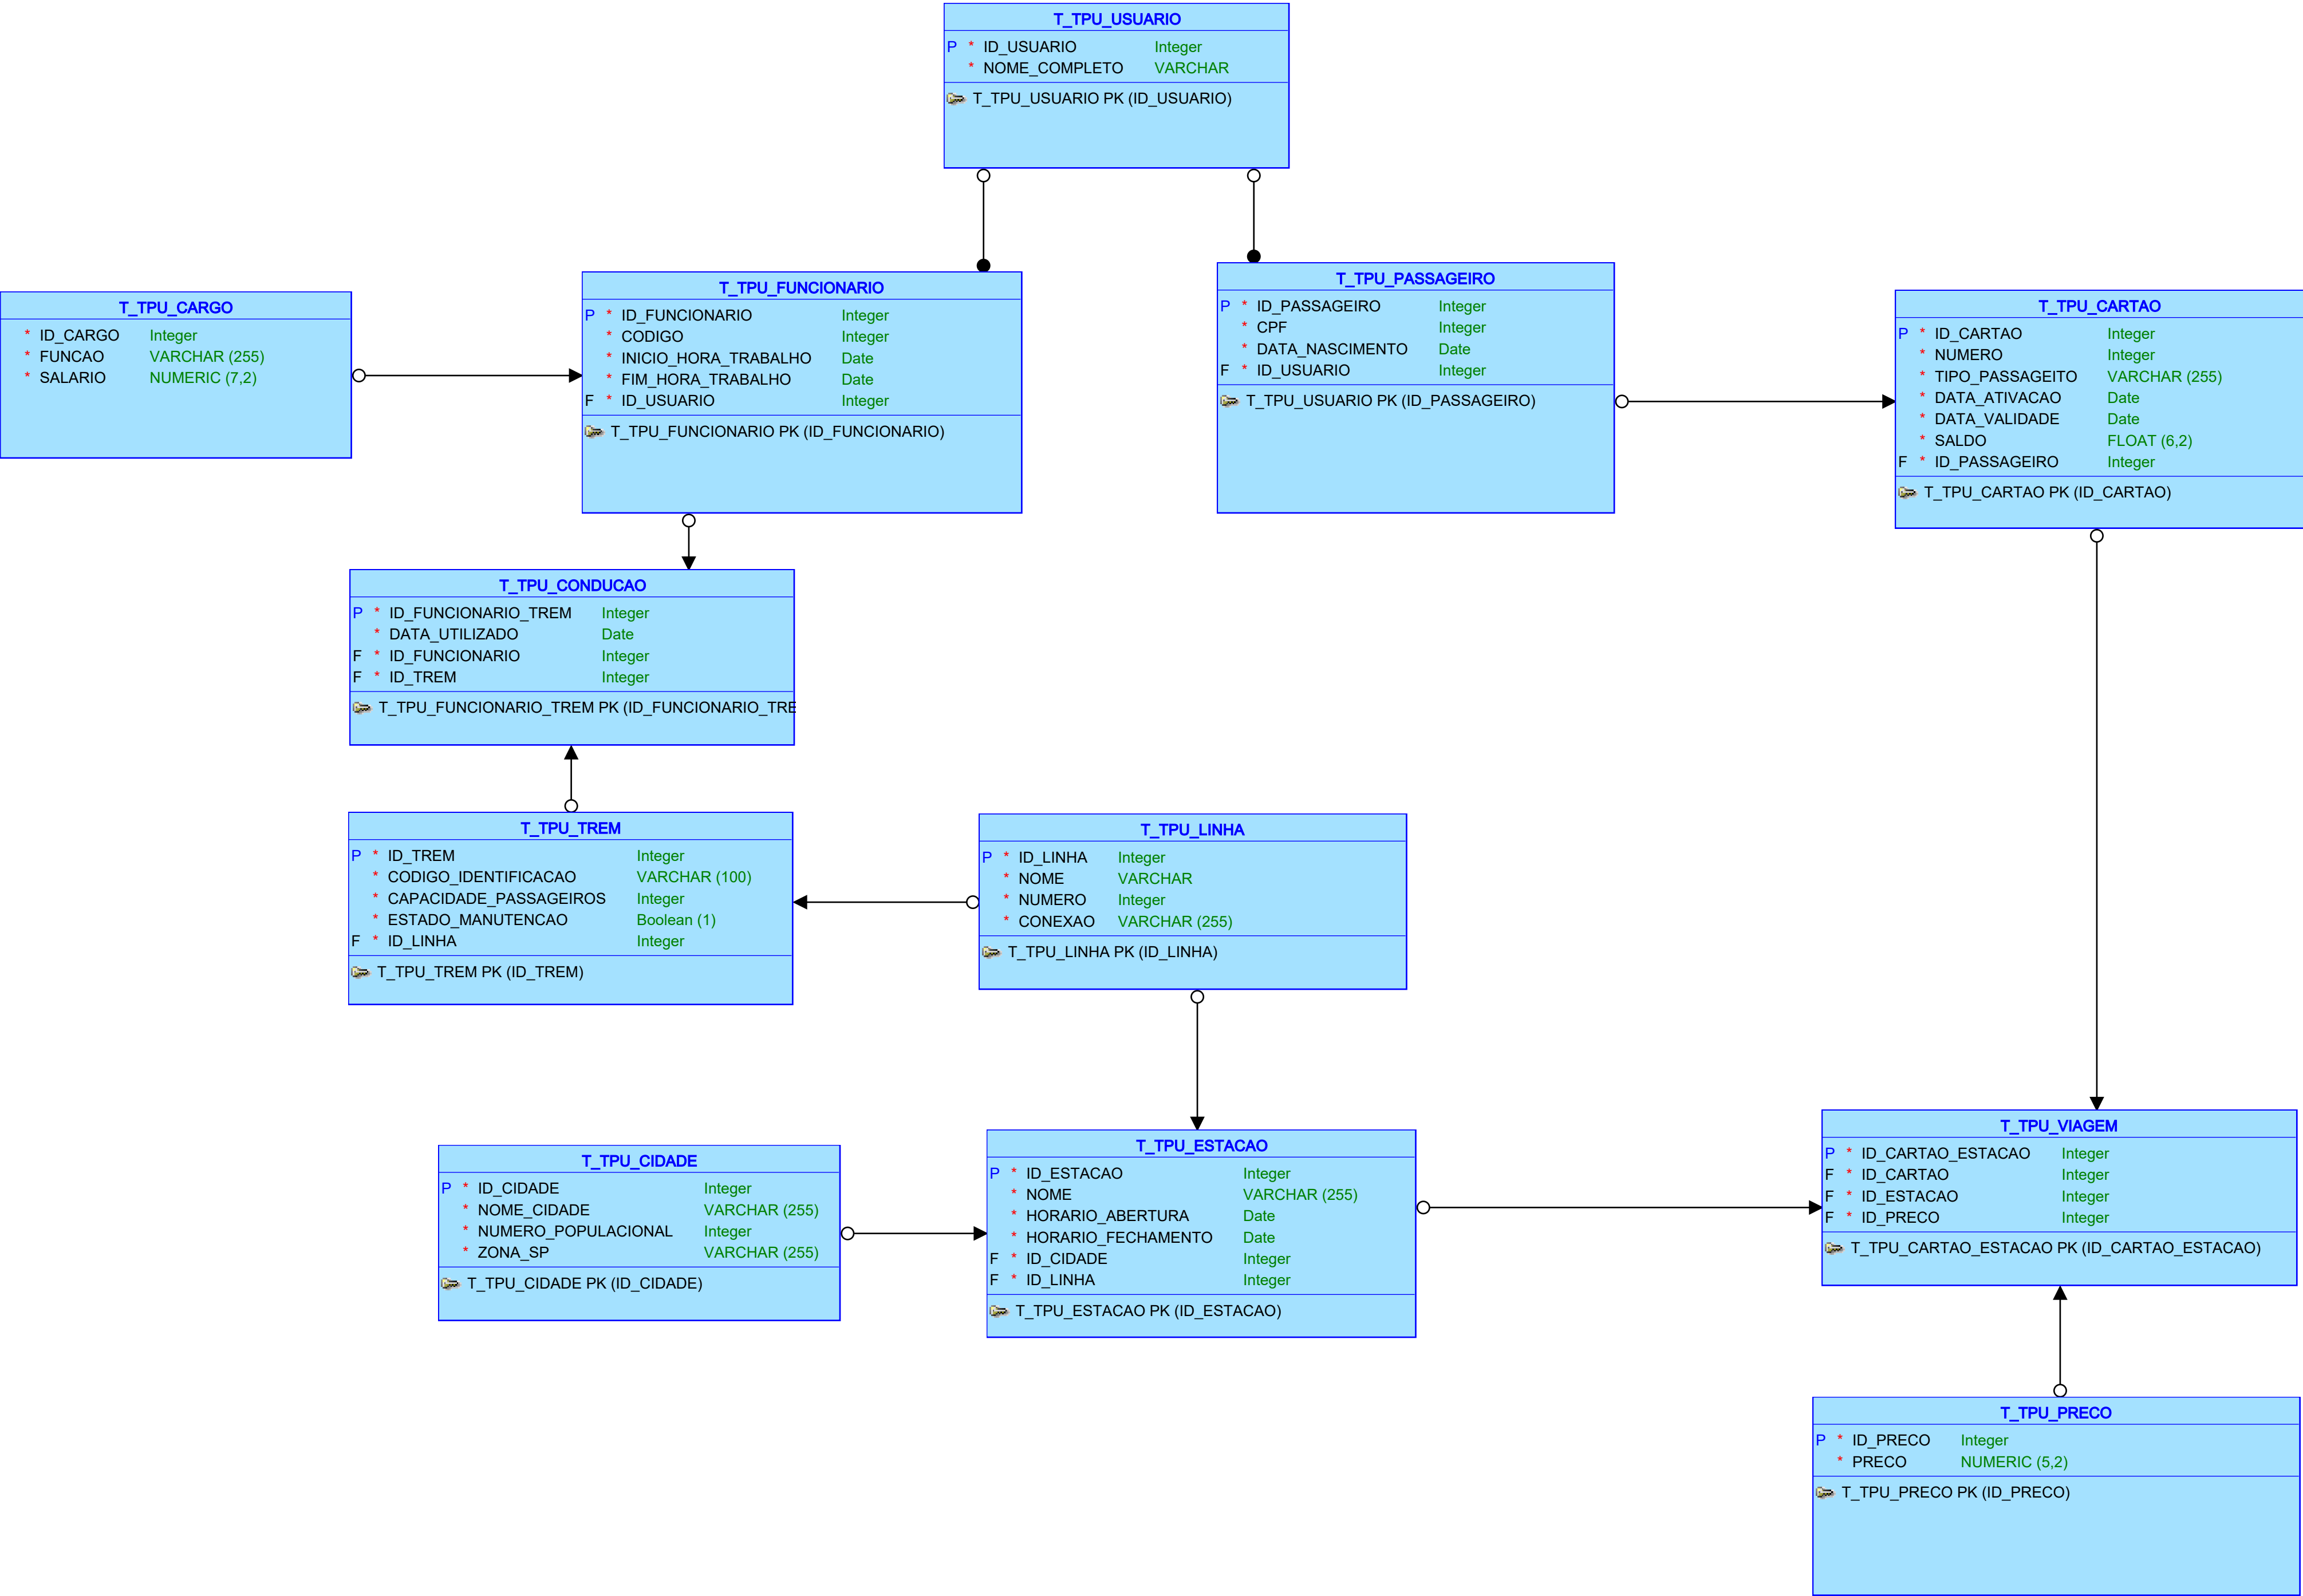 T_TPU_USUARIO
P * ID_USUARIO Integer
* NOME_COMPLETO VARCHAR
T_TPU_USUARIO PK (ID_USUARIO)
T_TPU_CARGO
* ID_CARGO Integer
* FUNCAO VARCHAR (255)
* SALARIO NUMERIC (7,2)
T_TPU_FUNCIONARIO
P * ID_FUNCIONARIO Integer
* CODIGO Integer
* INICIO_HORA_TRABALHO Date
* FIM_HORA_TRABALHO Date
F * ID_USUARIO Integer
T_TPU_FUNCIONARIO PK (ID_FUNCIONARIO)
T_TPU_PASSAGEIRO
P * ID_PASSAGEIRO Integer
* CPF Integer
* DATA_NASCIMENTO Date
F * ID_USUARIO Integer
T_TPU_USUARIO PK (ID_PASSAGEIRO)
T_TPU_CARTAO
P * ID_CARTAO Integer
* NUMERO Integer
* TIPO_PASSAGEITO VARCHAR (255)
* DATA_ATIVACAO Date
* DATA_VALIDADE Date
* SALDO FLOAT (6,2)
F * ID_PASSAGEIRO Integer
T_TPU_CARTAO PK (ID_CARTAO)
T_TPU_CONDUCAO
P * ID_FUNCIONARIO_TREM Integer
* DATA_UTILIZADO Date
F * ID_FUNCIONARIO Integer
F * ID_TREM Integer
T_TPU_FUNCIONARIO_TREM PK (ID_FUNCIONARIO_TRE
T_TPU_TREM
P * ID_TREM Integer
* CODIGO_IDENTIFICACAO VARCHAR (100)
* CAPACIDADE_PASSAGEIROS Integer
* ESTADO_MANUTENCAO Boolean (1)
F * ID_LINHA Integer
T_TPU_TREM PK (ID_TREM)
T_TPU_LINHA
P * ID_LINHA Integer
* NOME VARCHAR
* NUMERO Integer
* CONEXAO VARCHAR (255)
T_TPU_LINHA PK (ID_LINHA)
T_TPU_CIDADE
P * ID_CIDADE Integer
* NOME_CIDADE VARCHAR (255)
* NUMERO_POPULACIONAL Integer
* ZONA_SP VARCHAR (255)
T_TPU_CIDADE PK (ID_CIDADE)
T_TPU_ESTACAO
P * ID_ESTACAO Integer
* NOME VARCHAR (255)
* HORARIO_ABERTURA Date
* HORARIO_FECHAMENTO Date
F * ID_CIDADE Integer
F * ID_LINHA Integer
T_TPU_ESTACAO PK (ID_ESTACAO)
T_TPU_VIAGEM
P * ID_CARTAO_ESTACAO Integer
F * ID_CARTAO Integer
F * ID_ESTACAO Integer
F * ID_PRECO Integer
T_TPU_CARTAO_ESTACAO PK (ID_CARTAO_ESTACAO)
T_TPU_PRECO
P * ID_PRECO Integer
* PRECO NUMERIC (5,2)
T_TPU_PRECO PK (ID_PRECO)